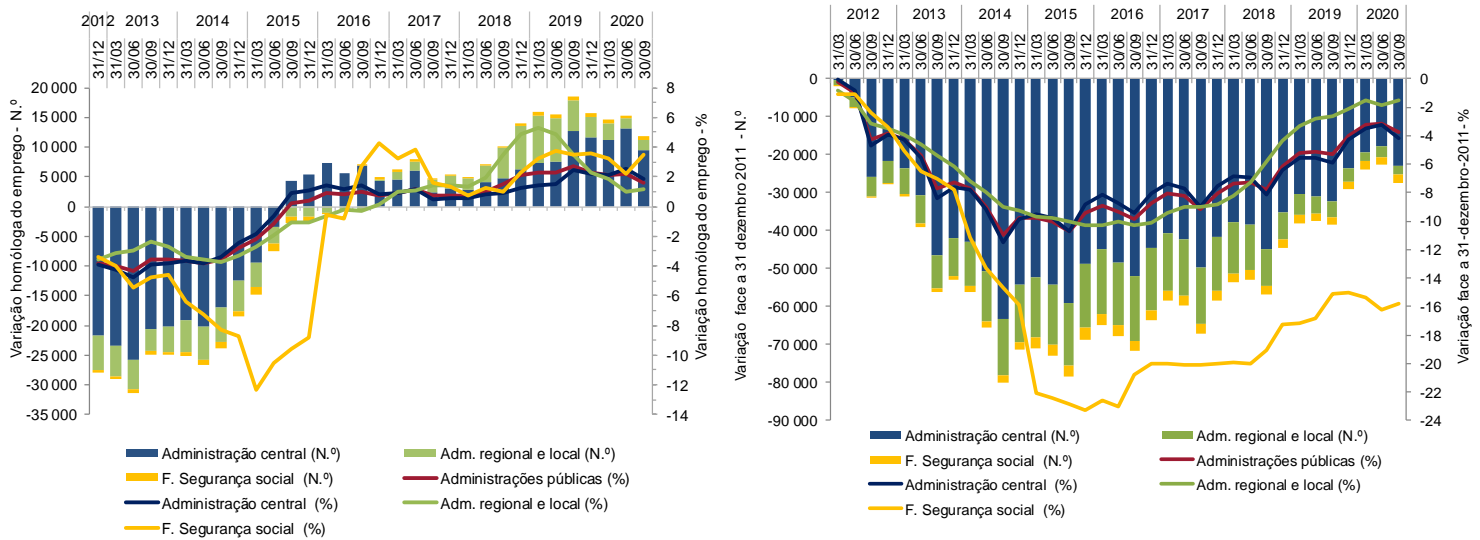 2012 2013 2014 2015 2016 2017 2018 2019 2020
31/12 31/03 30/06 30/09 31/12 31/03 30/06 30/09 31/12 31/03 30/06 30/09 31/12 31/03 30/06 30/09 31/12 31/03 30/06 30/09 31/12 31/03 30/06 30/09 31/12 31/03 30/06 30/09 31/12 31/03 30/06 30/09
Variação homóloga do emprego - N.º
20 000
15 000
10 000
5 000
0
-5 000
-10 000
-15 000
-20 000
-25 000
-30 000
-35 000
8
6
4
2
0
-2
-4
-6
-8
-10
-12
-14
Variação homóloga do emprego - %
Administração central (N.º)
Adm. regional e local (N.º)
F. Segurança social (N.º)
Administrações públicas (%)
Administração central (%)
Adm. regional e local (%)
F. Segurança social (%)
2012 2013 2014 2015 2016 2017 2018 2019 2020
31/03 30/06 30/09 31/12 31/03 30/06 30/09 31/12 31/03 30/06 30/09 31/12 31/03 30/06 30/09 31/12 31/03 30/06 30/09 31/12 31/03 30/06 30/09 31/12 31/03 30/06 30/09 31/12 31/03 30/06 30/09 31/12 31/03 30/06 30/09
Variação face a 31 dezembro 2011 - N.º
0
-10 000
-20 000
-30 000
-40 000
-50 000
-60 000
-70 000
-80 000
-90 000
0
-2
-4
-6
-8
-10
-12
-14
-16
-18
-20
-22
-24
Variação face a 31-dezembro-2011- %
Administração central (N.º)
Adm. regional e local (N.º)
F. Segurança social (N.º)
Administrações públicas (%)
Administração central (%)
Adm. regional e local (%)
F. Segurança social (%)